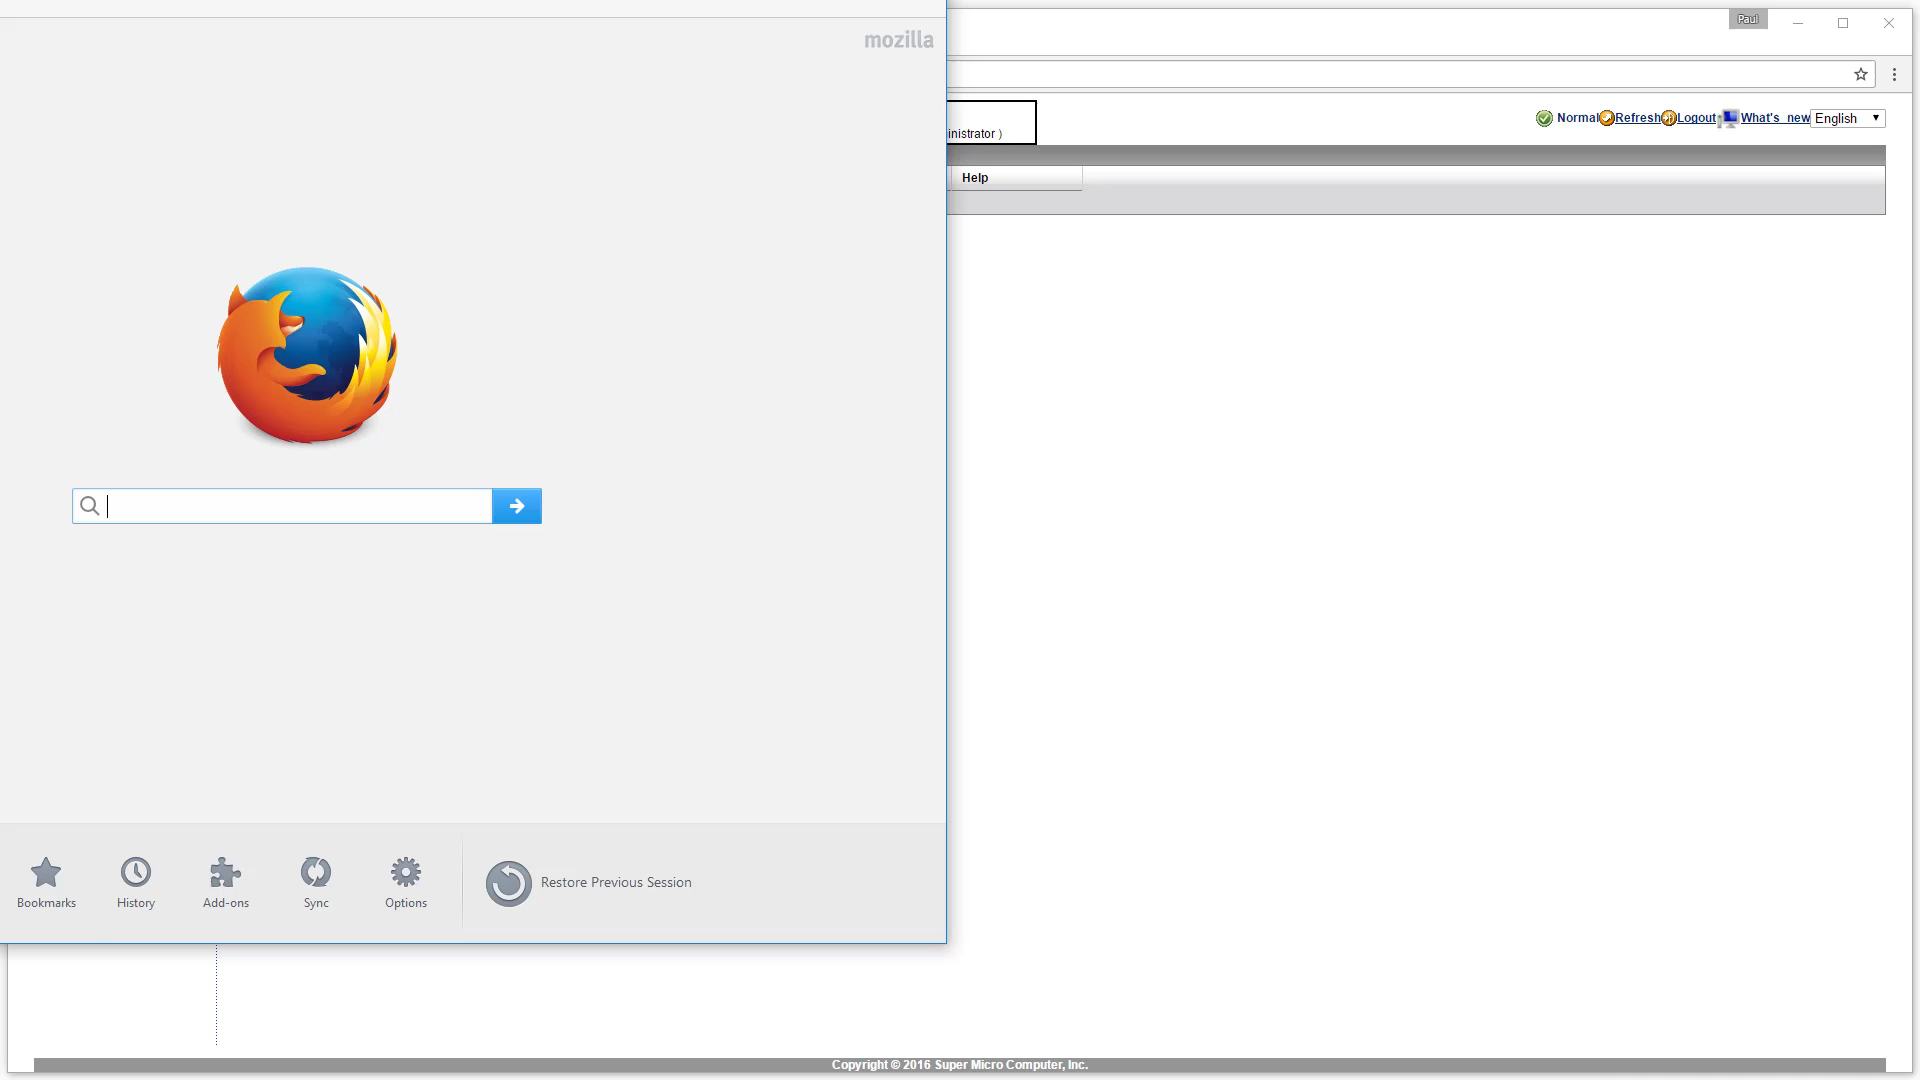 mozilla
Bookmarks
History
Add-ons
Sync
Options
Restore Previous Session
Paul
inistrator )
Normal Refresh Logout What's new English
Help
Copyright © 2016 Super Micro Computer, Inc.